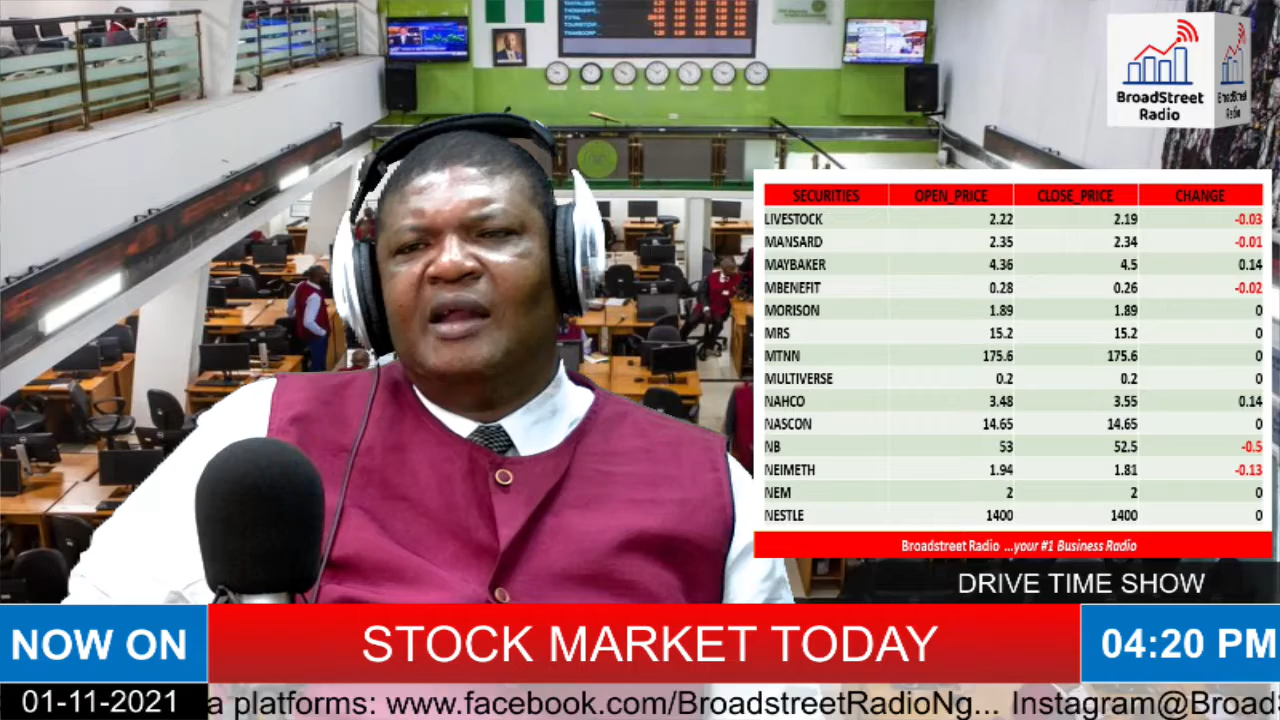 BroadStreet
Radio
SECURITIES OPEN_PRICE CLOSE_PRICE CHANGE
LIVESTOCK 2.22 2.19 -0.03
MANSARD 2.35 2.34 -0.01
MAYBAKER 4.36 4.5 0.14
MBENEFIT 0.28 0.26 -0.02
MORISON 1.89 1.89 0
MRS 15.2 15.2 0
MTNN 175.6 175.6 0
MULTIVERSE 0.2 0.2 0
NAHCO 3.48 3.55 0.14
NASCON 14.65 14.65 0
NB 53 52.5 -0.5
NEIMETH 1.94 1.81 -0.13
NEM 2 2 0
NESTLE 1400 1400 0
Broadstreet Radio ...your #1 Business Radio
DRIVE TIME SHOW
NOW ON STOCK MARKET TODAY 04:20 PM
01-11-2021 a platforms: www.facebook.com/BroadstreetRadioNg... Instagram@Broad